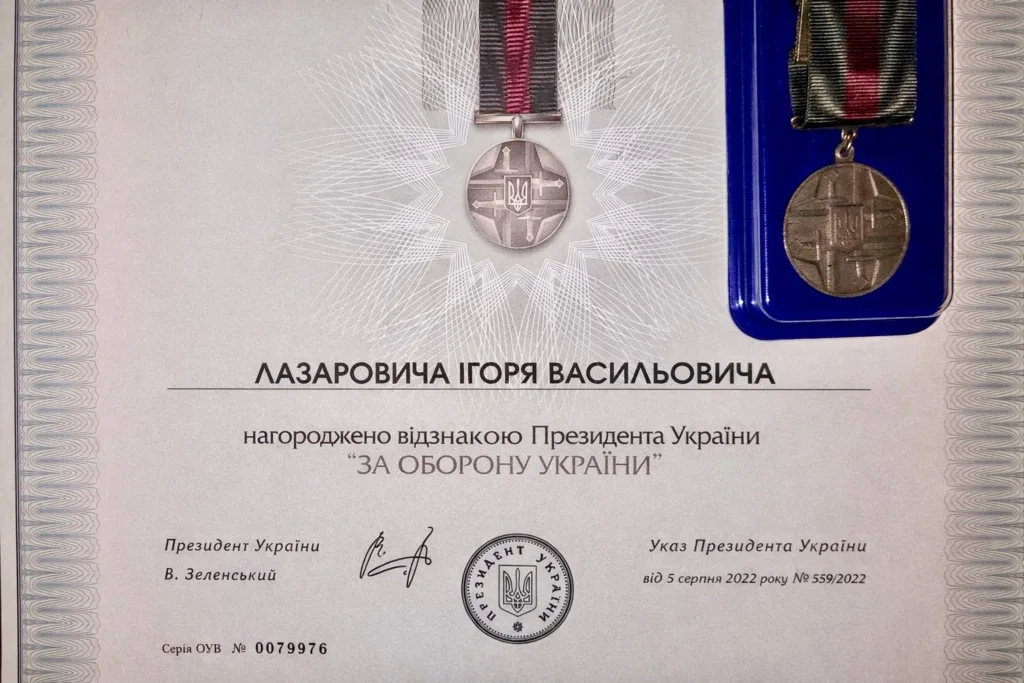 ЛАЗАРОВИЧА ІГОРЯ ВАСИЛЬОВИЧА
нагороджено відзнакою Президента України
“ЗА ОБОРОНУ УКРАЇНИ”
Президент України
В. Зеленський
ПРЕЗИДЕНТ УКРАЇНИ
Указ Президента України
від 5 серпня 2022 року № 559/2022
Серія ОУВ № 0079976